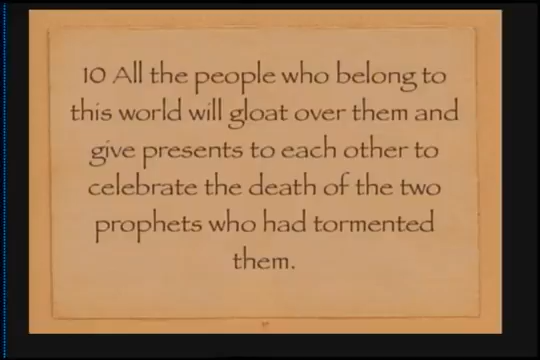 10 All the people who belong to
this world will gloat over them and
give presents to each other to
celebrate the death of the two
prophets who had tormented
them.